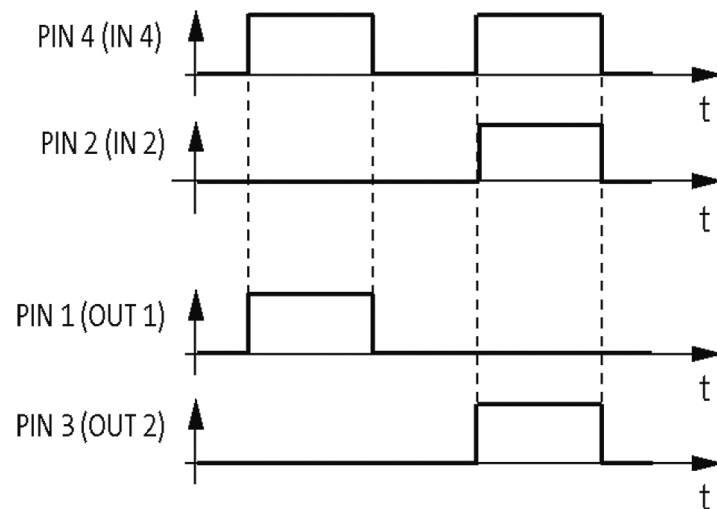 PIN 4 (IN 4)
t
PIN 2 (IN 2)
t
PIN 1 (OUT 1)
t
PIN 3 (OUT 2)
t